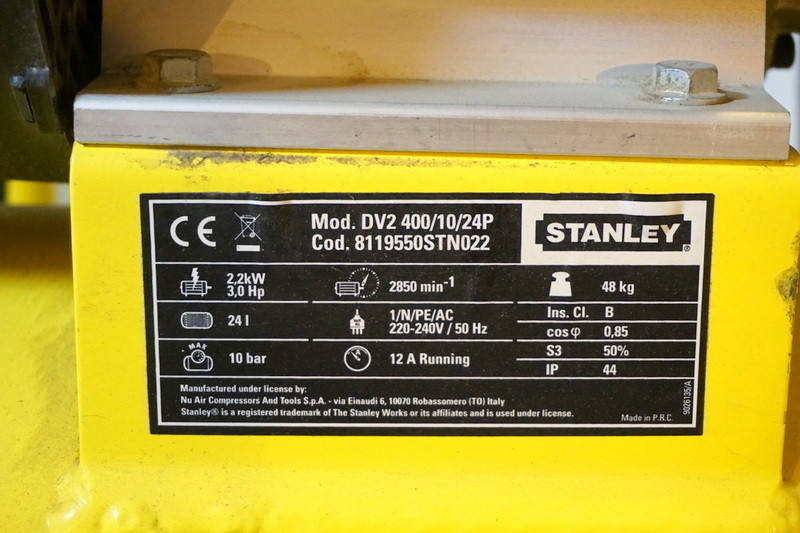 CE
Mod. DV2 400/10/24P
Cod. 8119550STN022
STANLEY®
2,2kW
3,0 Hp
2850 min-1
48 kg
24 l
1/N/PE/AC
220-240V / 50 Hz
Ins. Cl. B
cos φ 0,85
MAX
10 bar
A
12 A Running
S3 50%
IP 44
Manufactured under license by:
Nu Air Compressors And Tools S.p.A. - via Einaudi 6, 10070 Robassomero (TO) Italy
Stanley® is a registered trademark of The Stanley Works or its affiliates and is used under license.
Made in P.R.C.
9026135/A